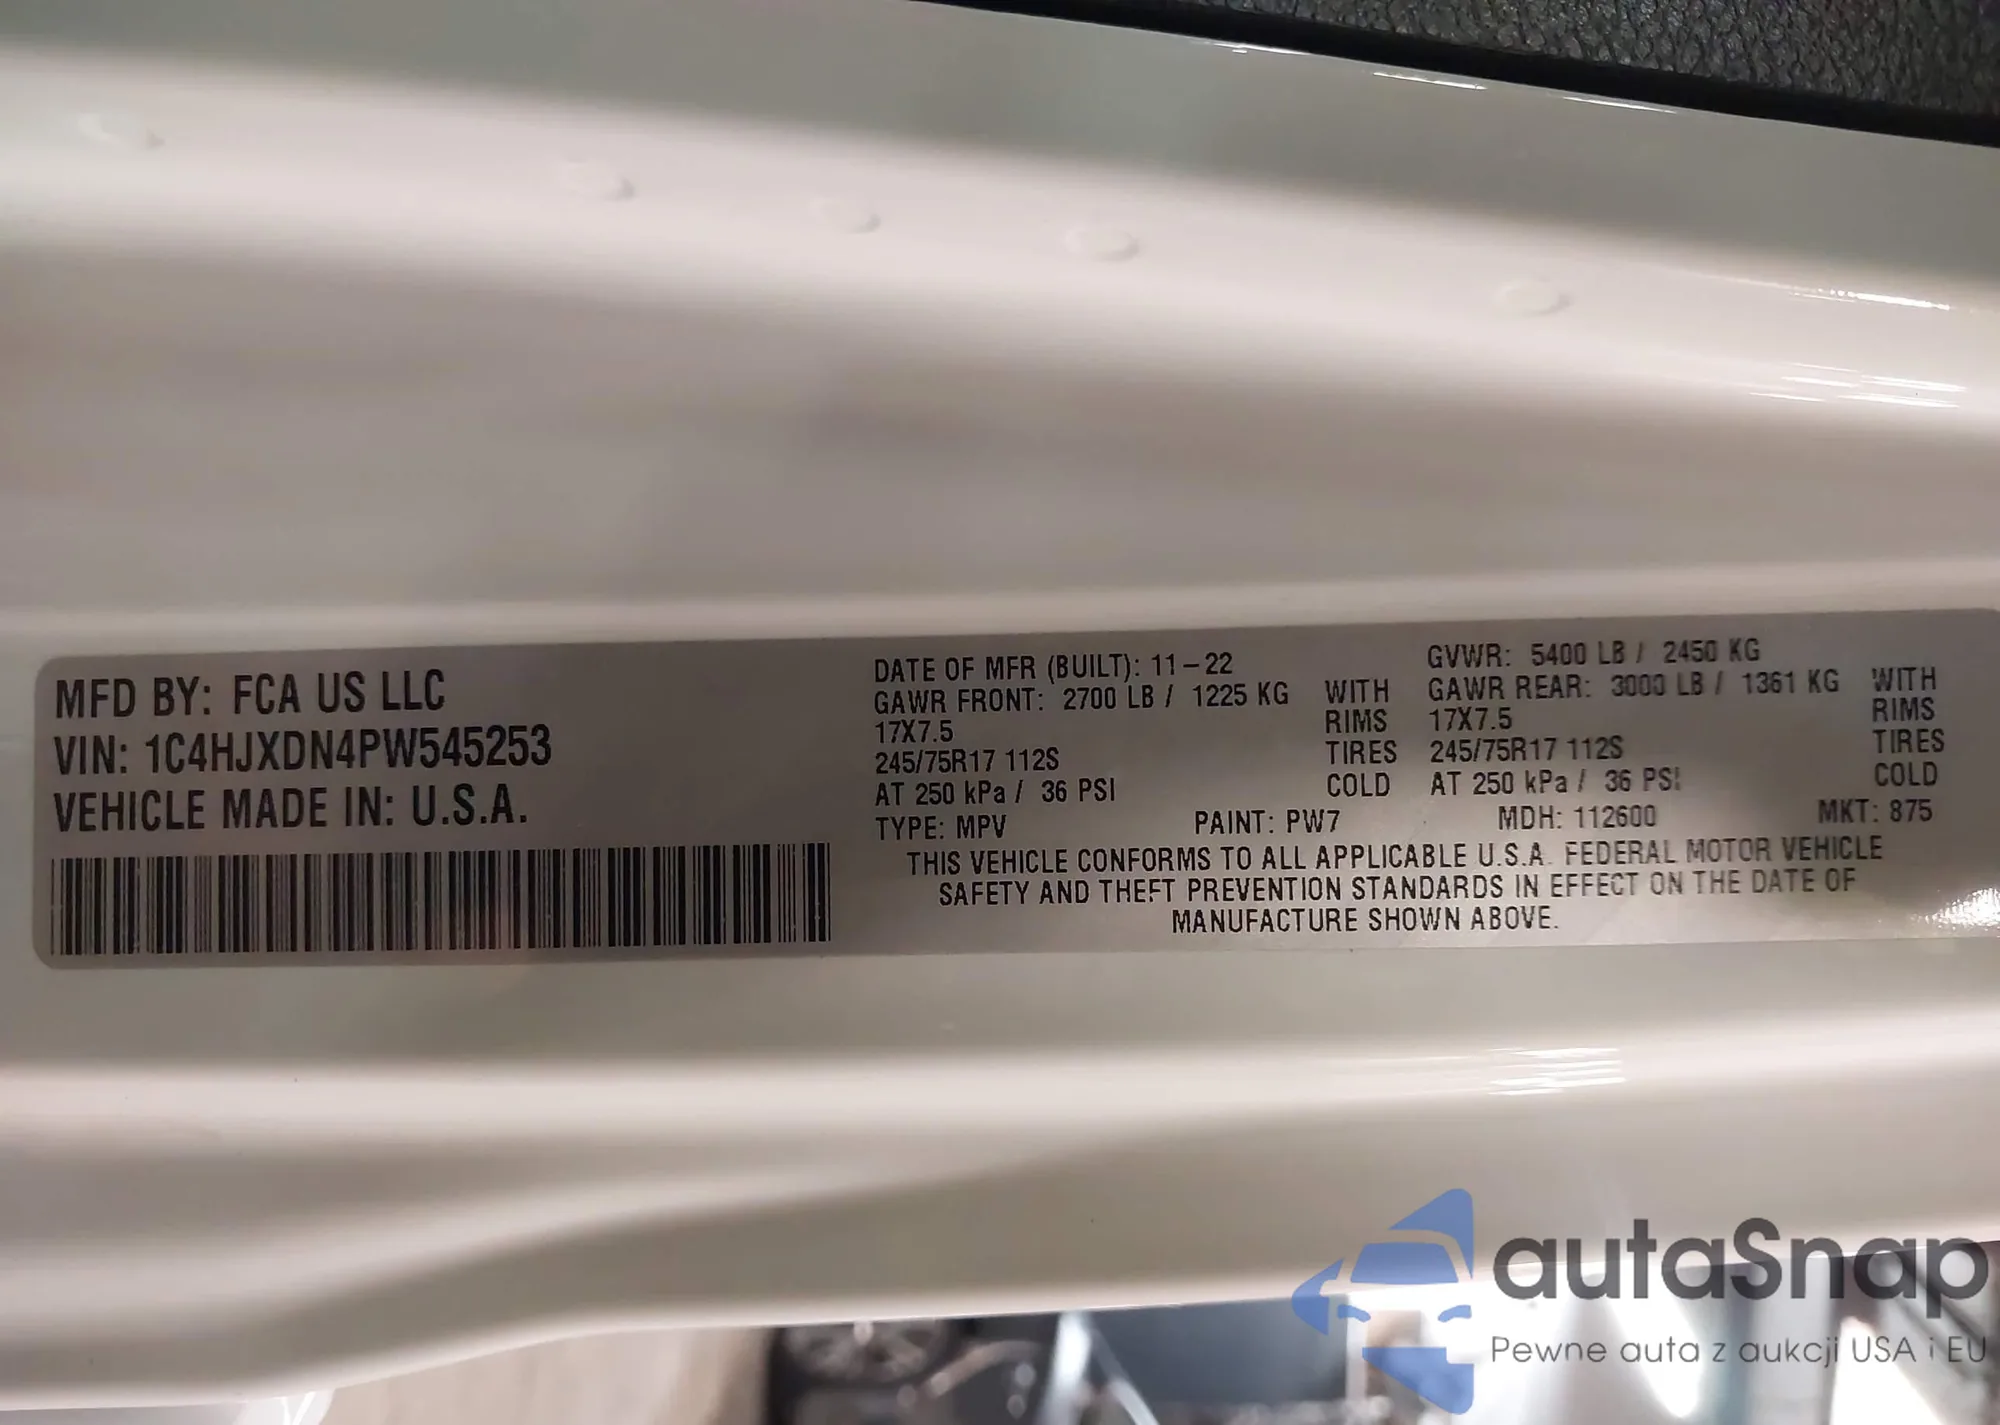 MFD BY: FCA US LLC
VIN: 1C4HJXDN4PW545253
VEHICLE MADE IN: U.S.A.
DATE OF MFR (BUILT): 11-22 GVWR: 5400 LB / 2450 KG
GAWR FRONT: 2700 LB / 1225 KG WITH GAWR REAR: 3000 LB / 1361 KG WITH
17X7.5 RIMS 17X7.5 RIMS
245/75R17 112S TIRES 245/75R17 112S TIRES
AT 250 kPa / 36 PSI COLD AT 250 kPa / 36 PSI COLD
TYPE: MPV PAINT: PW7 MDH: 112600 MKT: 875
THIS VEHICLE CONFORMS TO ALL APPLICABLE U.S.A. FEDERAL MOTOR VEHICLE
SAFETY AND THEFT PREVENTION STANDARDS IN EFFECT ON THE DATE OF
MANUFACTURE SHOWN ABOVE.
autaSnap
Pewne auta z aukcji USA i EU